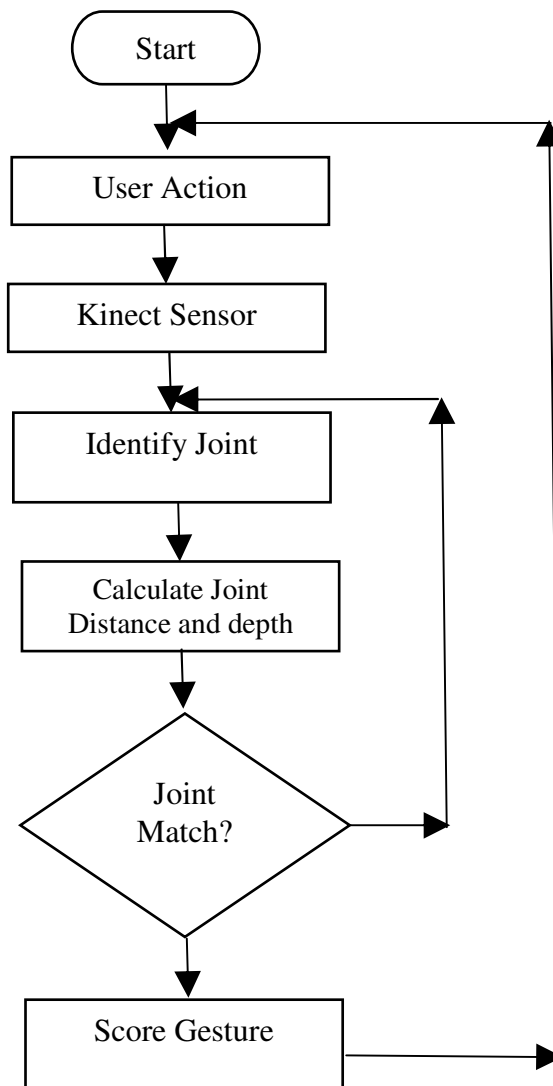 Start
User Action
Kinect Sensor
Identify Joint
Calculate Joint
Distance and depth
Joint
Match?
Score Gesture